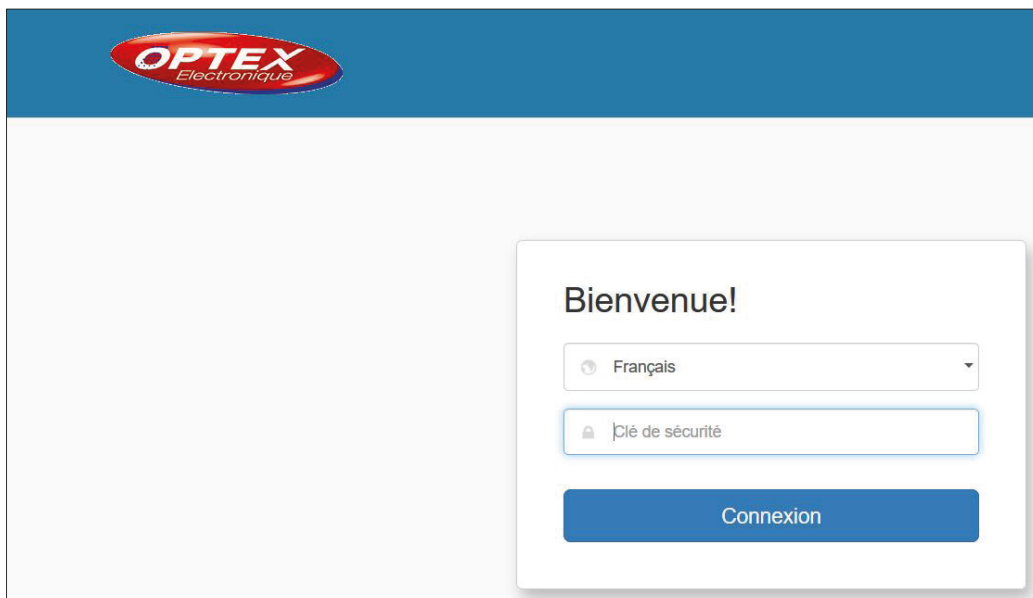 OPTEX
Electronique
Bienvenue!
Français
Clé de sécurité
Connexion